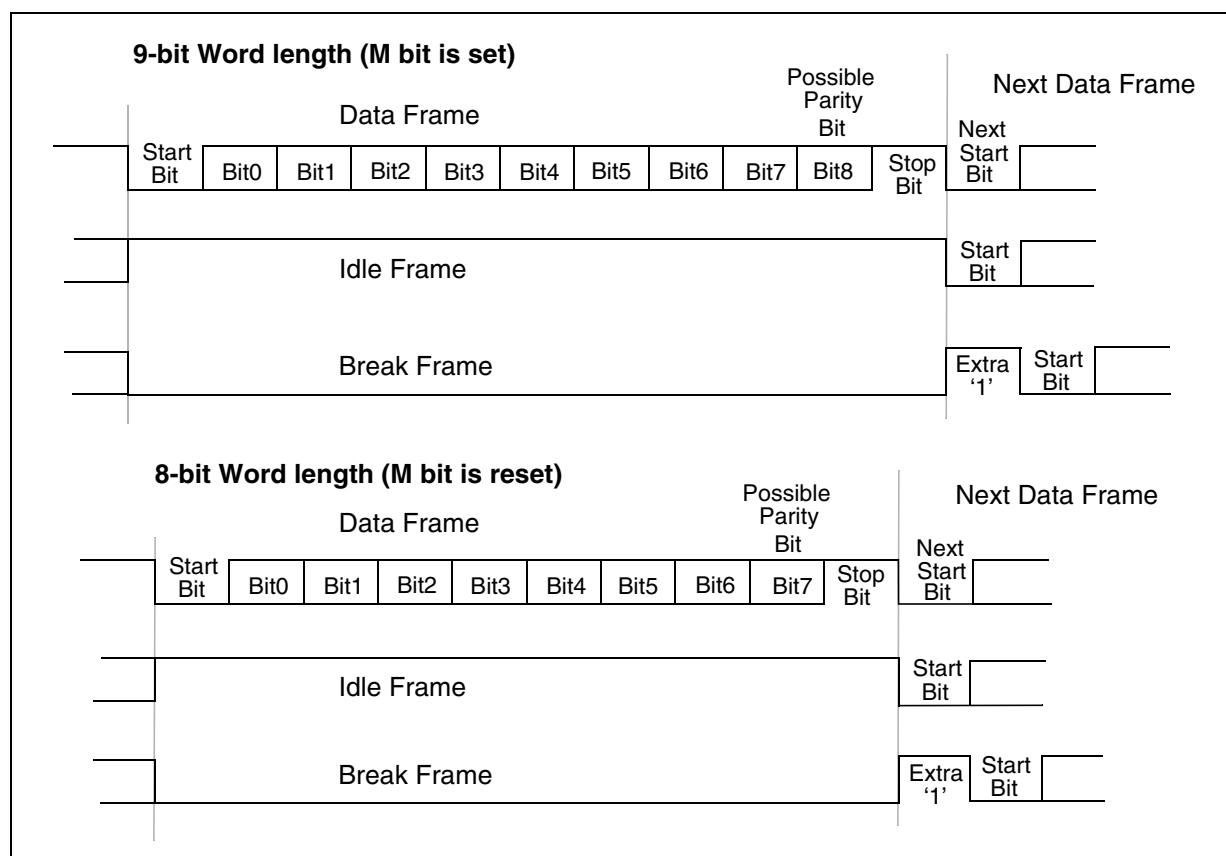 9-bit Word length (M bit is set)
Possible
Parity
Bit
Next Data Frame
Data Frame
Start
Bit
Bit0
Bit1
Bit2
Bit3
Bit4
Bit5
Bit6
Bit7
Bit8
Stop
Bit
Next
Start
Bit
Idle Frame
Start
Bit
Break Frame
Extra
‘1’
Start
Bit
8-bit Word length (M bit is reset)
Possible
Parity
Bit
Next Data Frame
Data Frame
Start
Bit
Bit0
Bit1
Bit2
Bit3
Bit4
Bit5
Bit6
Bit7
Stop
Bit
Next
Start
Bit
Idle Frame
Start
Bit
Break Frame
Extra
‘1’
Start
Bit